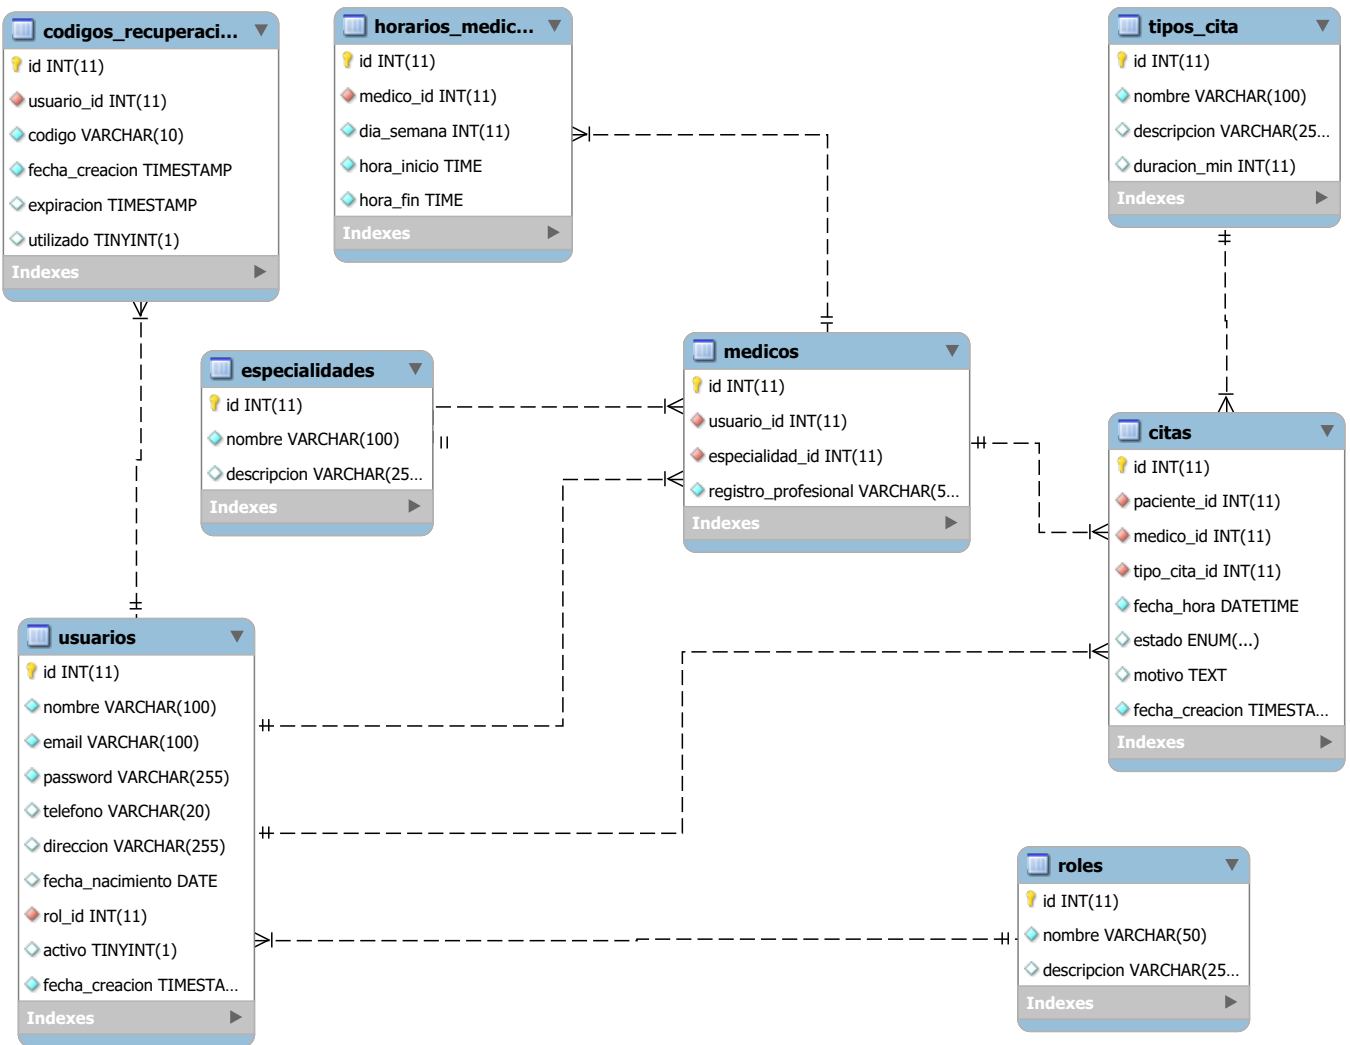 codigos_recuperaci...
id INT(11)
usuario_id INT(11)
codigo VARCHAR(10)
fecha_creacion TIMESTAMP
expiracion TIMESTAMP
utilizado TINYINT(1)
Indexes
horarios_medic...
id INT(11)
medico_id INT(11)
dia_semana INT(11)
hora_inicio TIME
hora_fin TIME
Indexes
tipos_cita
id INT(11)
nombre VARCHAR(100)
descripcion VARCHAR(25...
duracion_min INT(11)
Indexes
especialidades
id INT(11)
nombre VARCHAR(100)
descripcion VARCHAR(25...
Indexes
medicos
id INT(11)
usuario_id INT(11)
especialidad_id INT(11)
registro_profesional VARCHAR(5...
Indexes
citas
id INT(11)
paciente_id INT(11)
medico_id INT(11)
tipo_cita_id INT(11)
fecha_hora DATETIME
estado ENUM(...)
motivo TEXT
fecha_creacion TIMESTA...
Indexes
usuarios
id INT(11)
nombre VARCHAR(100)
email VARCHAR(100)
password VARCHAR(255)
telefono VARCHAR(20)
direccion VARCHAR(255)
fecha_nacimiento DATE
rol_id INT(11)
activo TINYINT(1)
fecha_creacion TIMESTA...
Indexes
roles
id INT(11)
nombre VARCHAR(50)
descripcion VARCHAR(25...
Indexes